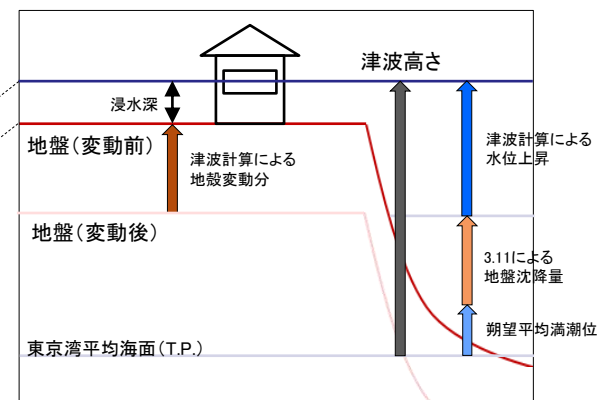 津波高さ
浸水深
地盤（変動前）
津波計算による
地殻変動分
津波計算による
水位上昇
地盤（変動後）
3.11による
地盤沈降量
朔望平均満潮位
東京湾平均海面（T.P.）